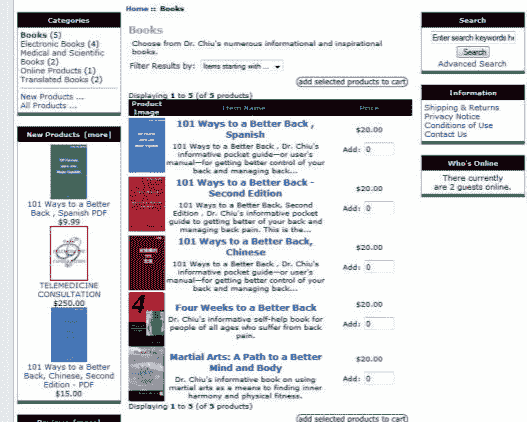 Home :: Books
Categories
Books (5)
Electronic Books (4)
Medical and Scientific
Books (2)
Online Products (1)
Translated Books (2)
New Products ...
All Products ...
New Products [more]
101 Ways to a Better
Back , Spanish PDF
$9.99
TELEMEDICINE
CONSULTATION
$250.00
101 Ways to a Better
Back, Chinese, Second
Edition - PDF
$15.00
Reviews [more]
Books
Choose from Dr. Chiu's numerous informational and inspirational
books.
Filter Results by: Items starting with ...
add selected products to cart
Displaying 1 to 5 (of 5 products)
Product
Image
Item Name
Price
101 Ways to a Better Back ,
Spanish
101 Ways to a Better Back , Dr. Chiu's
informative pocket guide—or user's
manual—for getting better control of your
back and managing back...
$20.00
Add: 0
101 Ways to a Better Back -
Second Edition
101 Ways to a Better Back, Second
Edition , Dr. Chiu's informative pocket
guide to getting better of your back and
managing back pain. This is the...
$20.00
Add: 0
101 Ways to a Better Back,
Chinese
101 Ways to a Better Back , Dr. Chiu's
informative pocket guide—or user's
manual—for getting better control of your
back and managing back...
$20.00
Add: 0
4
Four Weeks to a Better Back
Dr. Chiu's informative self-help book for
people of all ages who suffer from back
pain.
$20.00
Add: 0
Martial Arts: A Path to a Better
Mind and Body
Dr. Chiu's informative book on using
martial arts as a means to finding inner
harmony and physical fitness.
$20.00
Add: 0
Displaying 1 to 5 (of 5 products)
add selected products to cart
Search
Enter search keywords h
Search
Advanced Search
Information
Shipping & Returns
Privacy Notice
Conditions of Use
Contact Us
Who's Online
There currently
are 2 guests online.